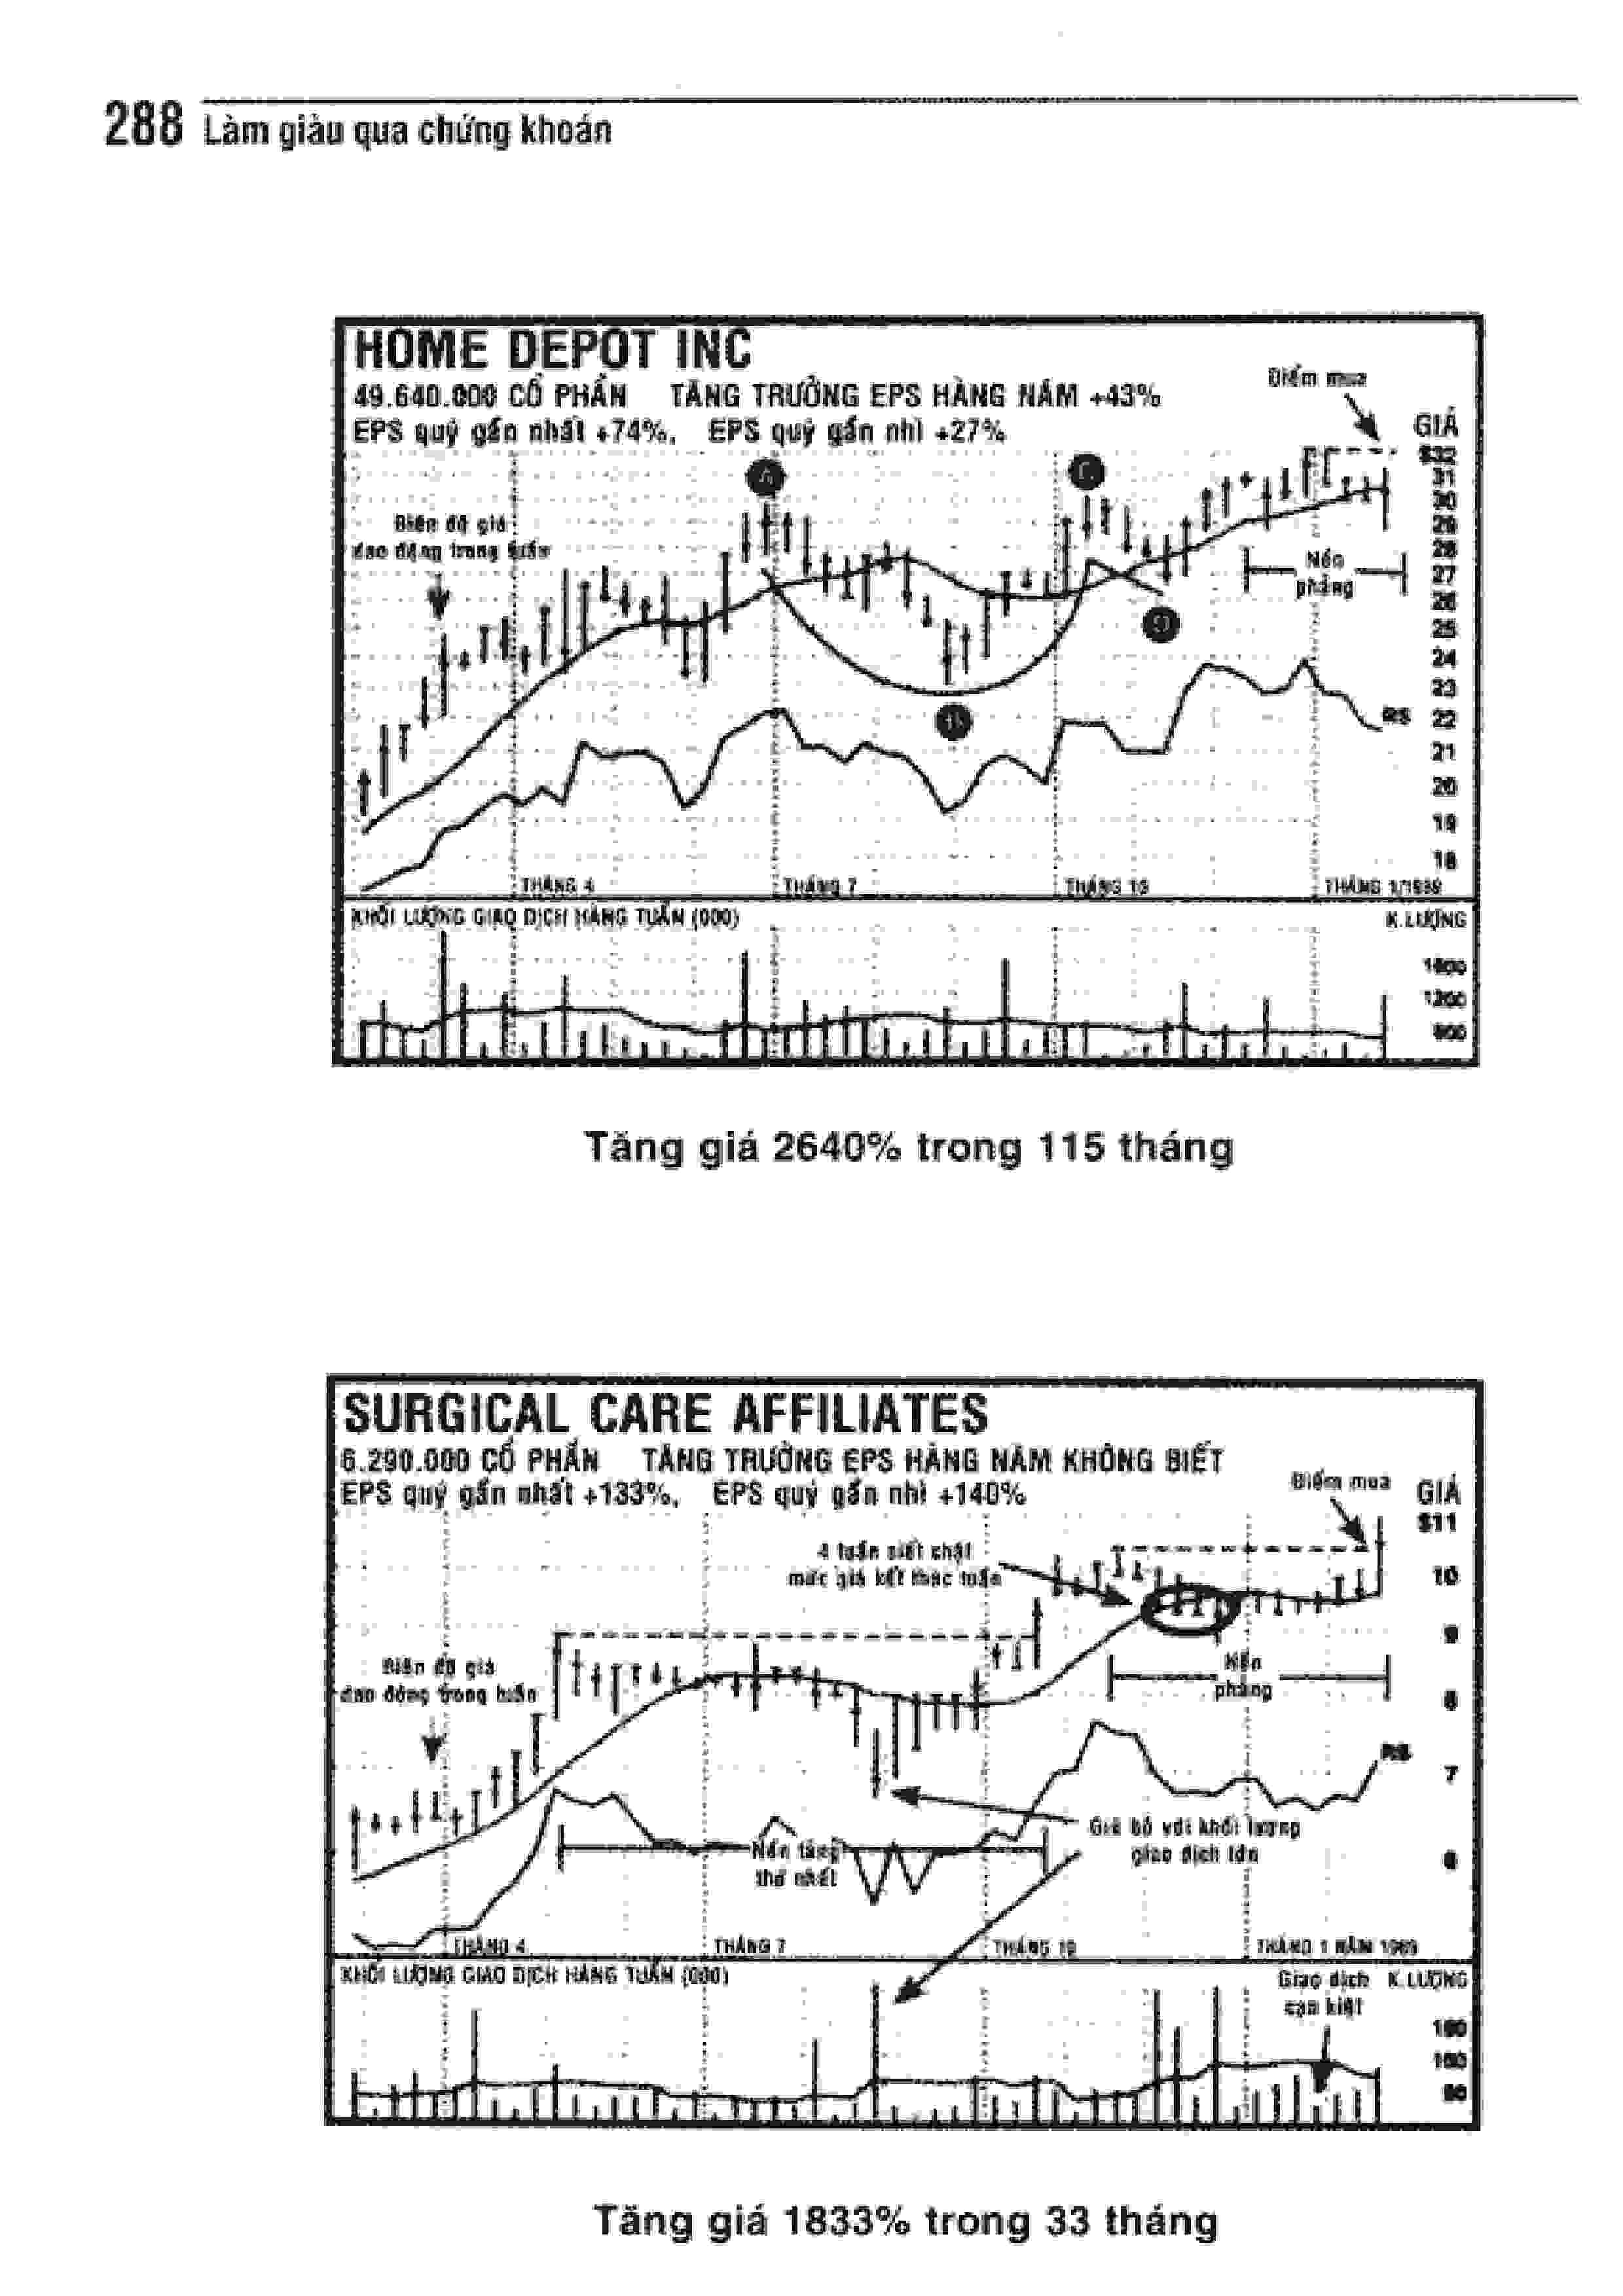 288 Làm giàu qua chứng khoán
HOME DEPOT INC
49.640.000 CỔ PHẦN TĂNG TRƯỞNG EPS HÀNG NĂM +43%
EPS quý gần nhất +74%, EPS quý gần nhì +27%
Điểm mua
GIÁ
$32
31
30
29
28
27
26
25
24
23
22
21
20
19
18
Biên độ giá
dao động trong tuần
A
B
C
D
Nền
phẳng
RS
THÁNG 4
THÁNG 7
THÁNG 10
THÁNG 1/1989
KHỐI LƯỢNG GIAO DỊCH HÀNG TUẦN (000)
K.LƯỢNG
1200
Tăng giá 2640% trong 115 tháng
SURGICAL CARE AFFILIATES
6.290.000 CỔ PHẦN TĂNG TRƯỞNG EPS HÀNG NĂM KHÔNG BIẾT
EPS quý gần nhất +133%, EPS quý gần nhì +140%
Điểm mua
GIÁ
$11
10
9
8
7
6
4 tuần siết chặt
mức giá kết thúc tuần
Biên độ giá
dao động trong tuần
Nền
phẳng
RS
Giũ bỏ với khối lượng
giao dịch lớn
Nền tảng
thứ nhất
THÁNG 4
THÁNG 7
THÁNG 10
THÁNG 1 NĂM 1989
KHỐI LƯỢNG GIAO DỊCH HÀNG TUẦN (000)
Giao dịch
cạn kiệt
K.LƯỢNG
Tăng giá 1833% trong 33 tháng